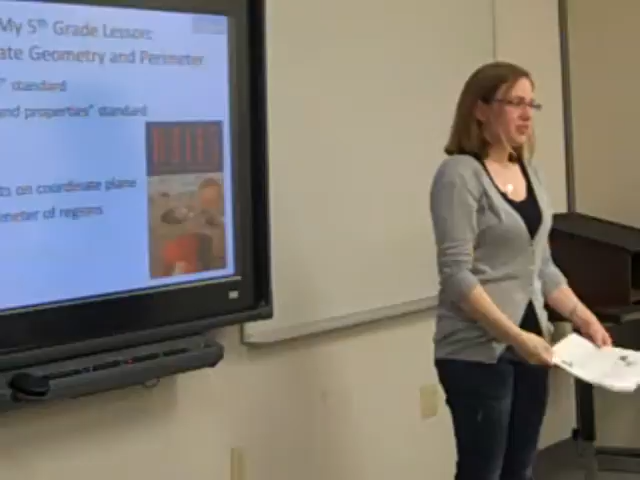 My 5th Grade Lesson:
ate Geometry and Perimeter
" standard
and properties" standard
ts on coordinate plane
meter of regions